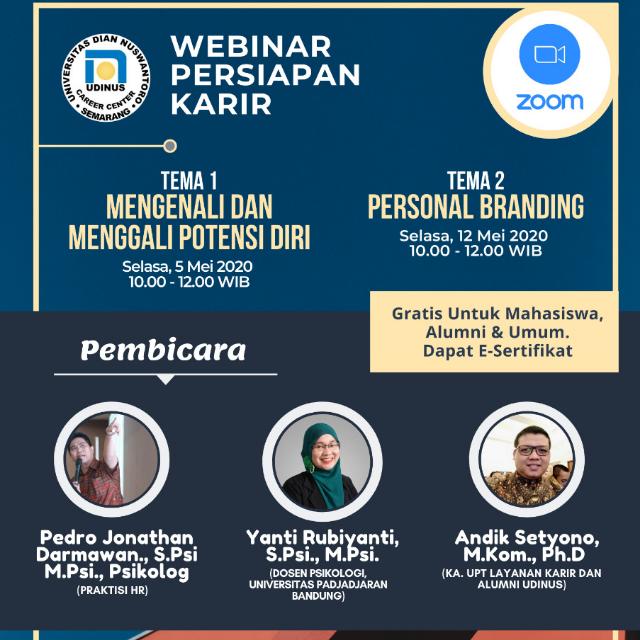 UNIVERSITAS DIAN NUSWANTORO
UDINUS
CAREER CENTER
• SEMARANG •
WEBINAR
PERSIAPAN
KARIR
zoom
TEMA 1
MENGENALI DAN
MENGGALI POTENSI DIRI
Selasa, 5 Mei 2020
10.00 - 12.00 WIB
TEMA 2
PERSONAL BRANDING
Selasa, 12 Mei 2020
10.00 - 12.00 WIB
Gratis Untuk Mahasiswa,
Alumni & Umum.
Dapat E-Sertifikat
Pembicara
Pedro Jonathan
Darmawan., S.Psi
M.Psi., Psikolog
(PRAKTISI HR)
Yanti Rubiyanti,
S.Psi., M.Psi.
(DOSEN PSIKOLOGI,
UNIVERSITAS PADJADJARAN
BANDUNG)
Andik Setyono,
M.Kom., Ph.D
(KA. UPT LAYANAN KARIR DAN
ALUMNI UDINUS)